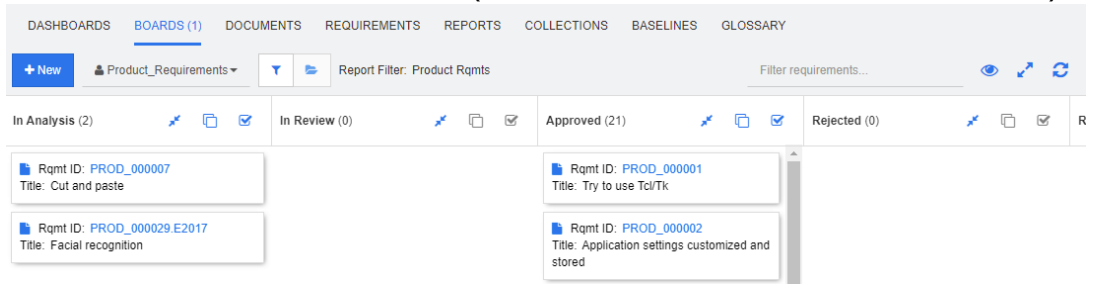 DASHBOARDS BOARDS (1) DOCUMENTS REQUIREMENTS REPORTS COLLECTIONS BASELINES GLOSSARY
+ New Product_Requirements Report Filter: Product Rqmts Filter requirements...
In Analysis (2) In Review (0) Approved (21) Rejected (0) R
Rqmt ID: PROD_000007
Title: Cut and paste
Rqmt ID: PROD_000029.E2017
Title: Facial recognition
Rqmt ID: PROD_000001
Title: Try to use Tcl/Tk
Rqmt ID: PROD_000002
Title: Application settings customized and
stored